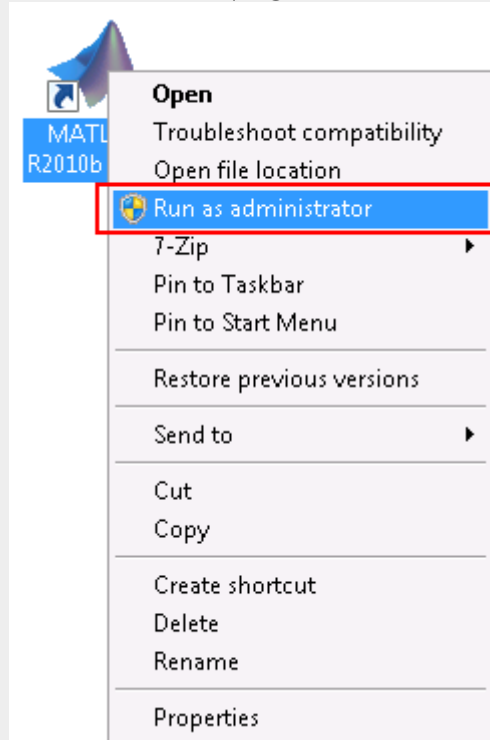 MATL
R2010b
Open
Troubleshoot compatibility
Open file location
Run as administrator
7-Zip
Pin to Taskbar
Pin to Start Menu
Restore previous versions
Send to
Cut
Copy
Create shortcut
Delete
Rename
Properties